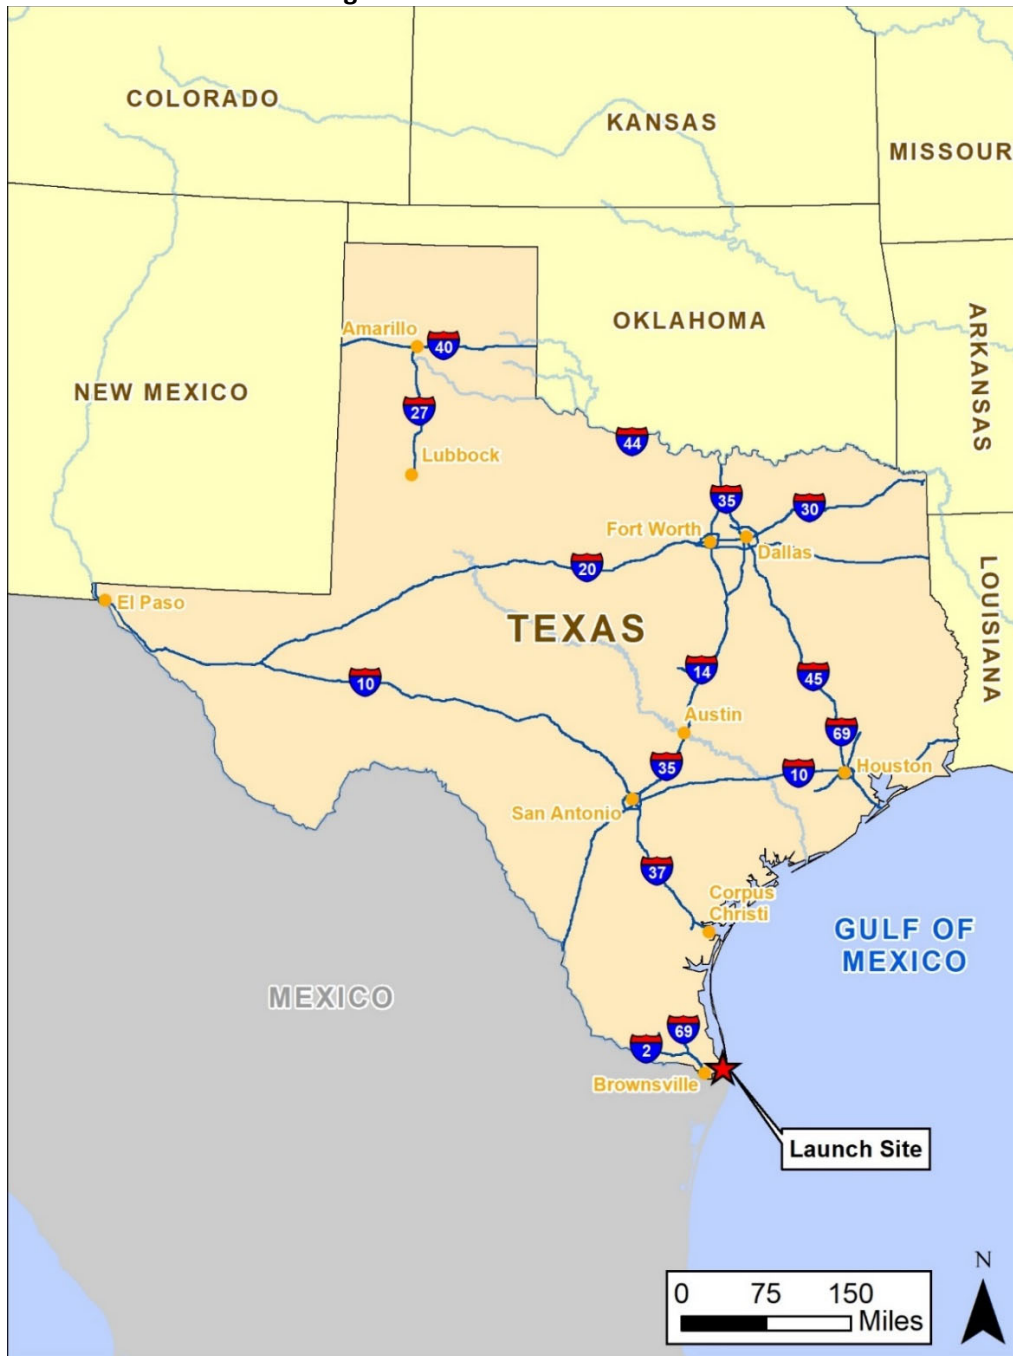 COLORADO
KANSAS
MISSOUR
NEW MEXICO
OKLAHOMA
ARKANSAS
Amarillo
40
27
Lubbock
44
35
30
Fort Worth
Dallas
20
LOUISIANA
El Paso
TEXAS
10
14
45
Austin
69
35
10
Houston
San Antonio
37
Corpus
Christi
GULF OF
MEXICO
MEXICO
69
2
Brownsville
Launch Site
N
0 75 150
Miles